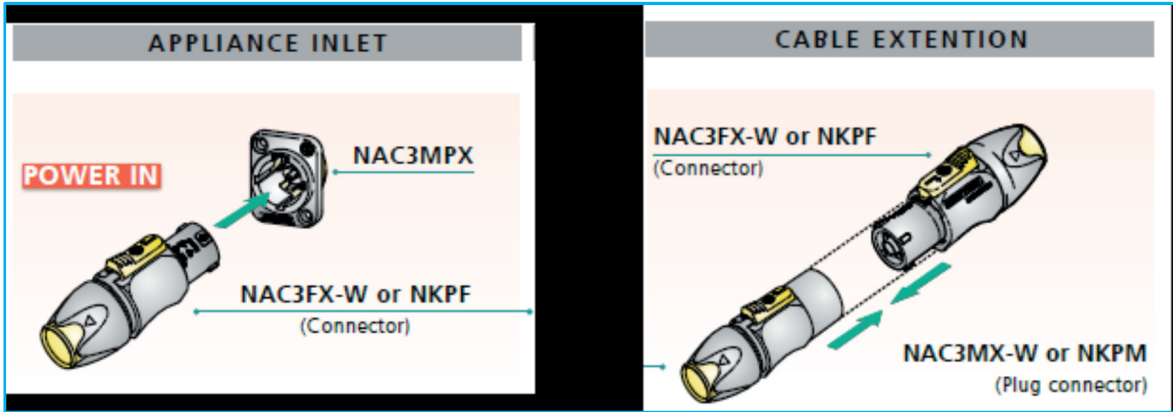 APPLIANCE INLET
POWER IN
NAC3MPX
NAC3FX-W or NKPF
(Connector)
CABLE EXTENTION
NAC3FX-W or NKPF
(Connector)
NAC3MX-W or NKPM
(Plug connector)